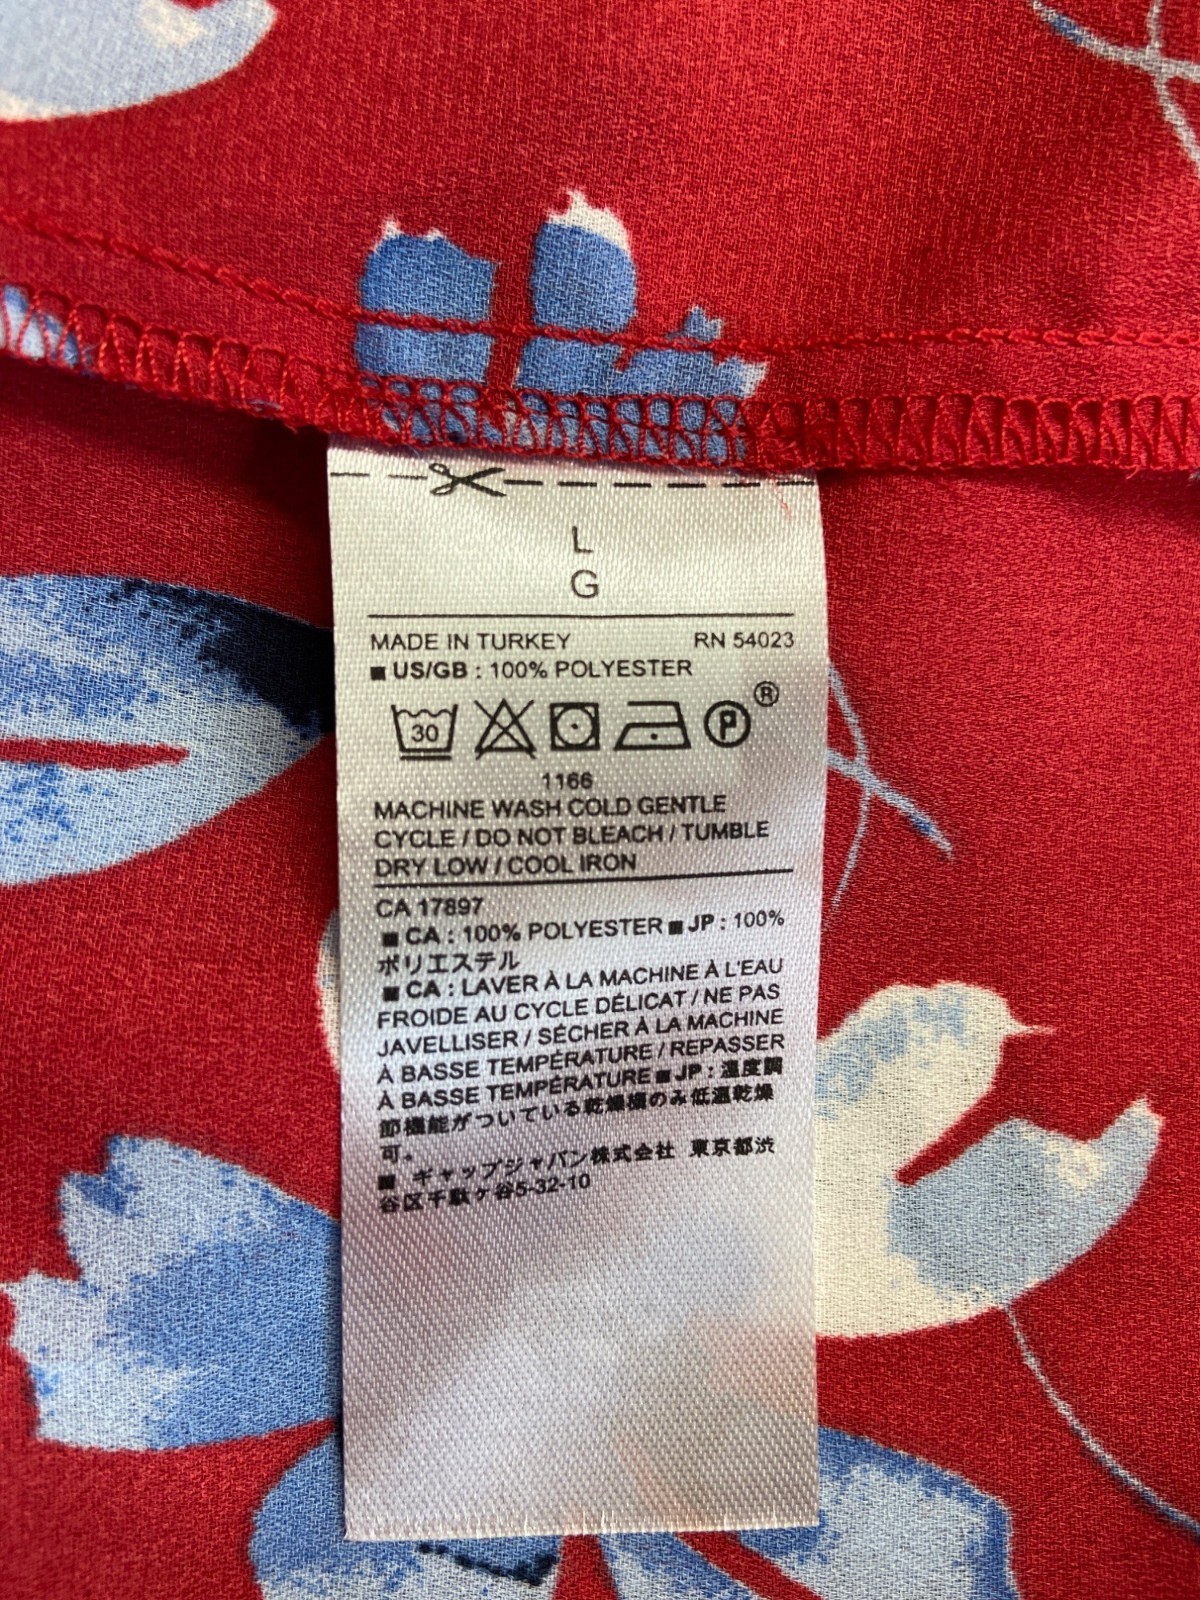 L
G
MADE IN TURKEY RN 54023
■ US/GB : 100% POLYESTER
30 P ®
1166
MACHINE WASH COLD GENTLE
CYCLE / DO NOT BLEACH / TUMBLE
DRY LOW / COOL IRON
CA 17897
■ CA : 100% POLYESTER ■ JP : 100%
ポリエステル
■ CA : LAVER À LA MACHINE À L'EAU
FROIDE AU CYCLE DÉLICAT / NE PAS
JAVELLISER / SÉCHER À LA MACHINE
À BASSE TEMPÉRATURE / REPASSER
À BASSE TEMPÉRATURE ■ JP : 温度調
節機能がついている乾燥機のみ低温乾燥
可。
■ ギャップジャパン株式会社 東京都渋
谷区千駄ヶ谷5-32-10